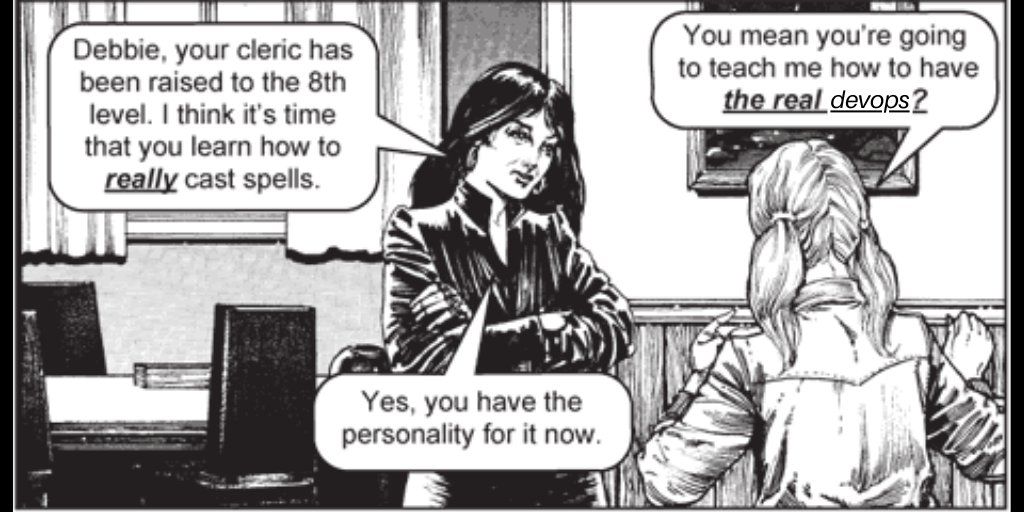 Debbie, your cleric has
been raised to the 8th
level. I think it's time
that you learn how to
really cast spells.
You mean you're going
to teach me how to have
the real devops?
Yes, you have the
personality for it now.